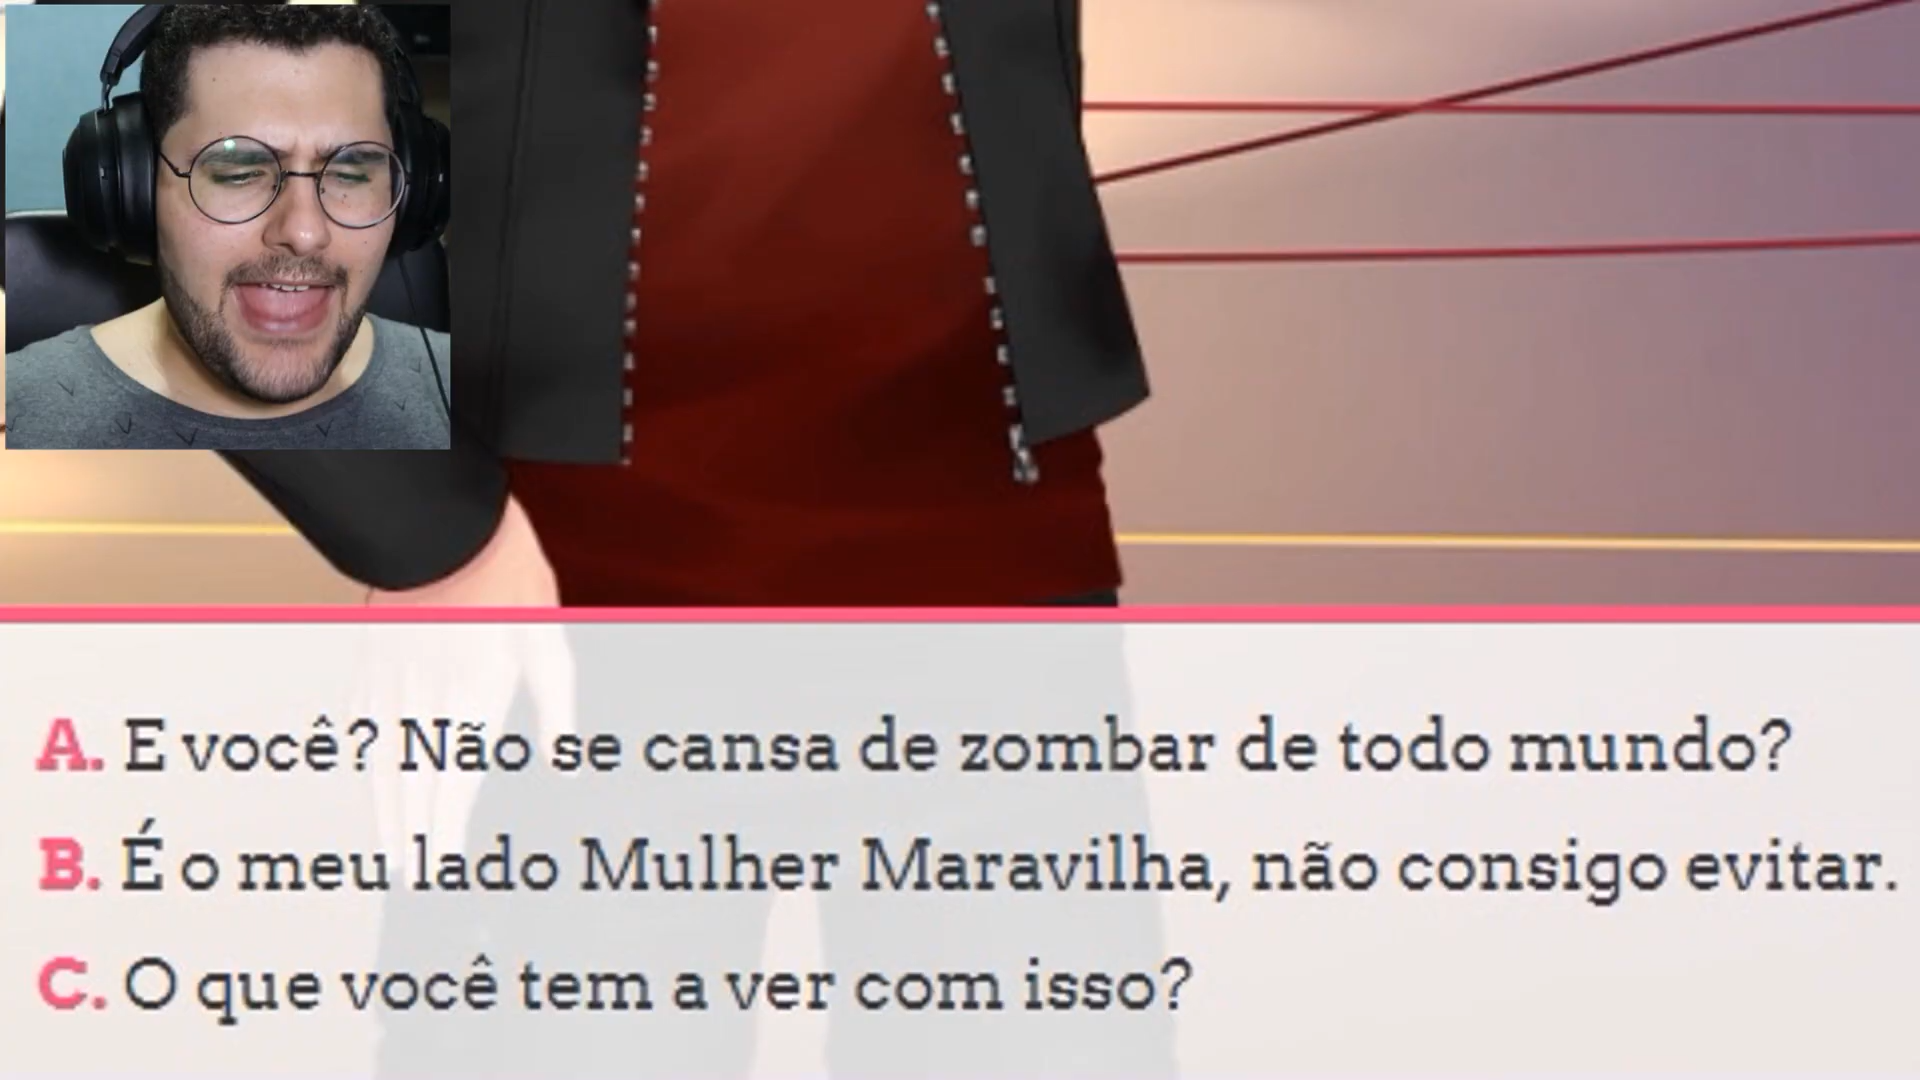 A. E você? Não se cansa de zombar de todo mundo?
B. É o meu lado Mulher Maravilha, não consigo evitar.
C. O que você tem a ver com isso?